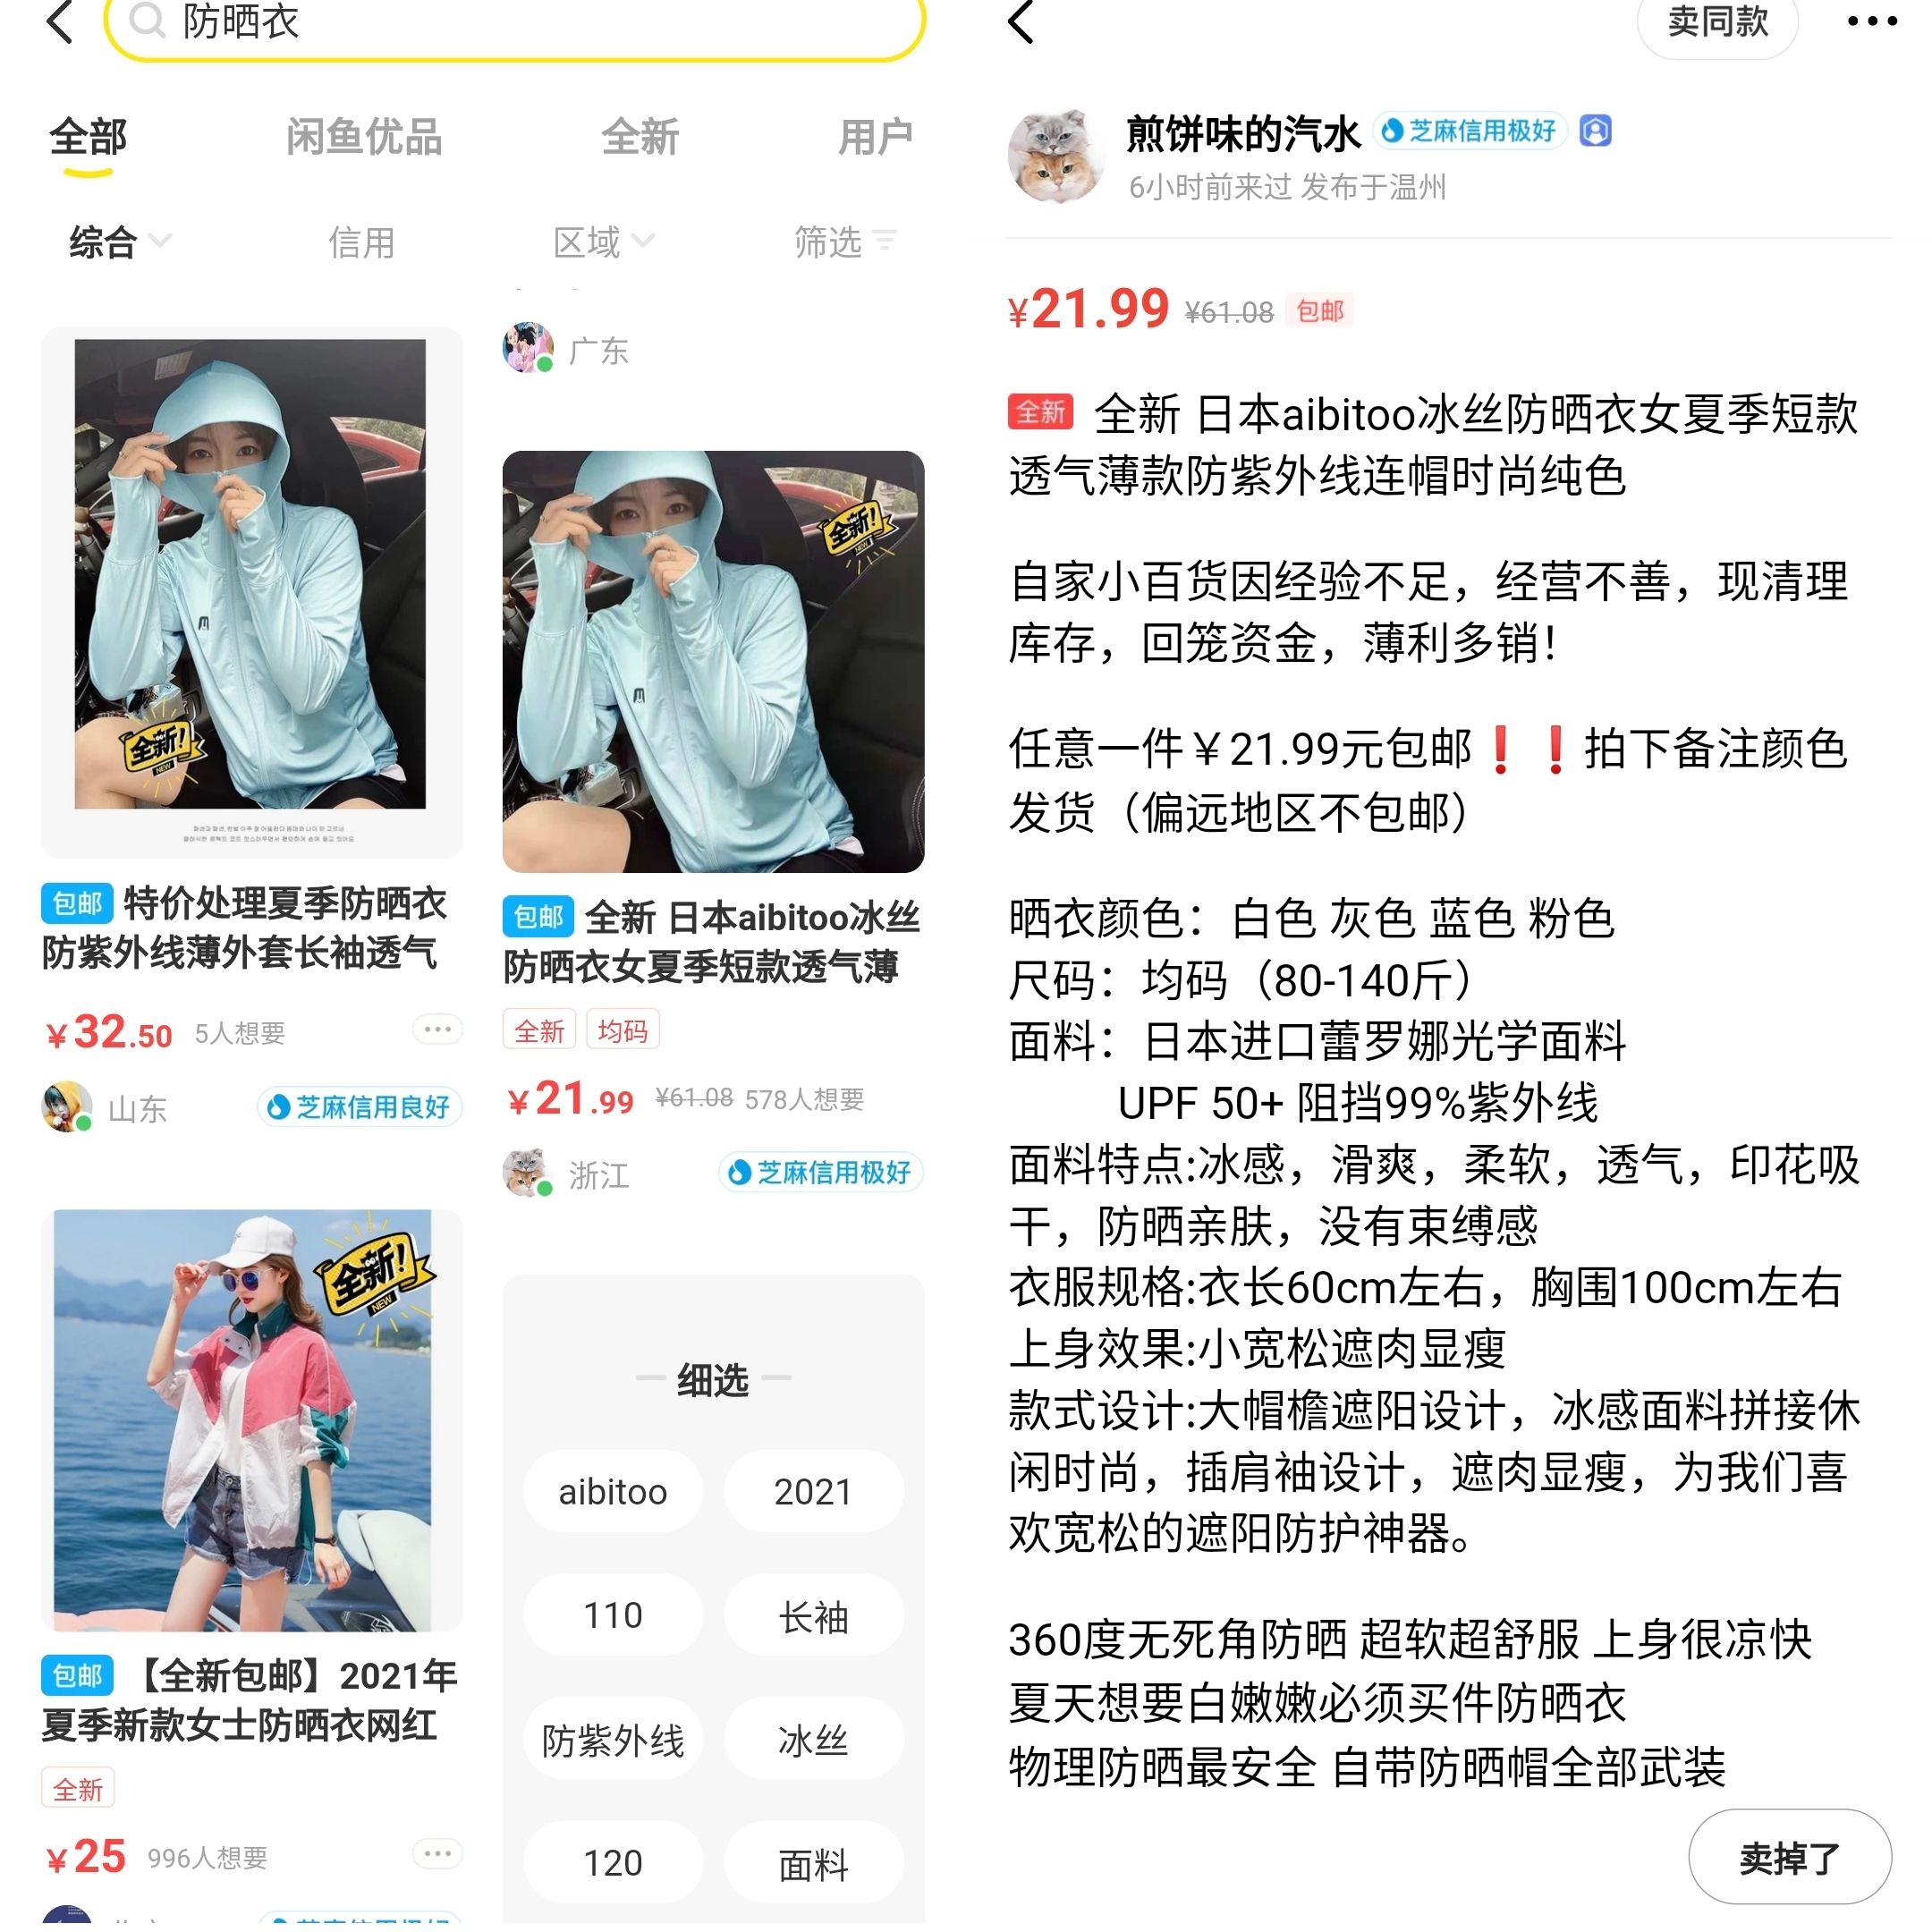 防晒衣
全部
闲鱼优品
全新
用户
综合
信用
区域
筛选
全新!
NEW
包邮 特价处理夏季防晒衣
防紫外线薄外套长袖透气
￥32.50 5人想要
山东
芝麻信用良好
全新!
NEW
包邮 【全新包邮】2021年
夏季新款女士防晒衣网红
全新
￥25 996人想要
广东
全新!
NEW
包邮 全新 日本aibitoo冰丝
防晒衣女夏季短款透气薄
全新 均码
￥21.99 ¥61.08 578人想要
浙江
芝麻信用极好
细选
aibitoo
2021
110
长袖
防紫外线
冰丝
120
面料
卖同款
煎饼味的汽水 芝麻信用极好
6小时前来过 发布于温州
¥21.99 ¥61.08 包邮
全新 全新 日本aibitoo冰丝防晒衣女夏季短款
透气薄款防紫外线连帽时尚纯色
自家小百货因经验不足，经营不善，现清理
库存，回笼资金，薄利多销！
任意一件￥21.99元包邮❗❗拍下备注颜色
发货（偏远地区不包邮）
晒衣颜色：白色 灰色 蓝色 粉色
尺码：均码（80-140斤）
面料：日本进口蕾罗娜光学面料
UPF 50+ 阻挡99%紫外线
面料特点:冰感，滑爽，柔软，透气，印花吸
干，防晒亲肤，没有束缚感
衣服规格:衣长60cm左右，胸围100cm左右
上身效果:小宽松遮肉显瘦
款式设计:大帽檐遮阳设计，冰感面料拼接休
闲时尚，插肩袖设计，遮肉显瘦，为我们喜
欢宽松的遮阳防护神器。
360度无死角防晒 超软超舒服 上身很凉快
夏天想要白嫩嫩必须买件防晒衣
物理防晒最安全 自带防晒帽全部武装
卖掉了